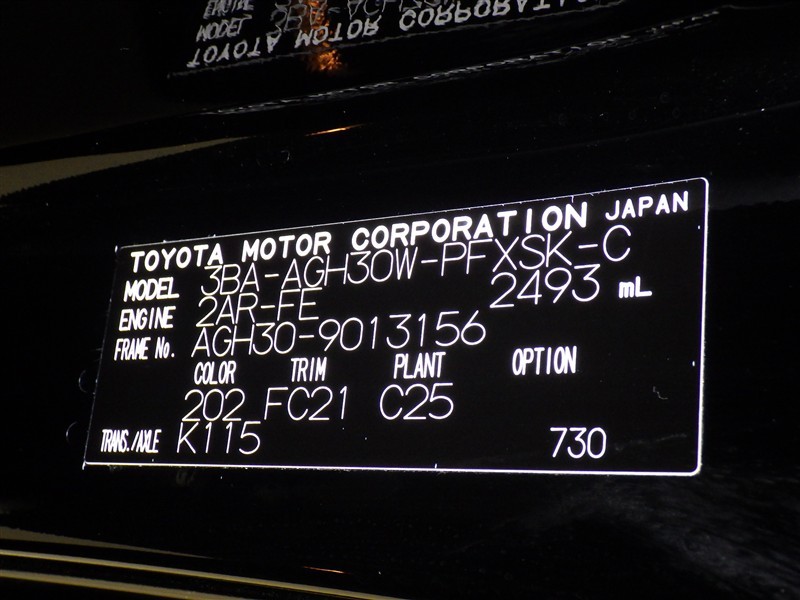 TOYOTA MOTOR CORPORATION JAPAN
MODEL 3BA-AGH30W-PFXSK-C
ENGINE 2AR-FE 2493 mL
FRAME No. AGH30-9013156
COLOR TRIM PLANT OPTION
202 FC21 C25
TRANS./AXLE K115 730